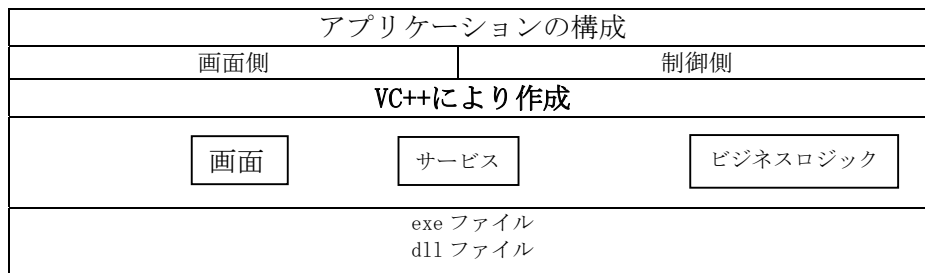 アプリケーションの構成
画面側 制御側
VC++により作成
画面 サービス ビジネスロジック
exe ファイル
dll ファイル